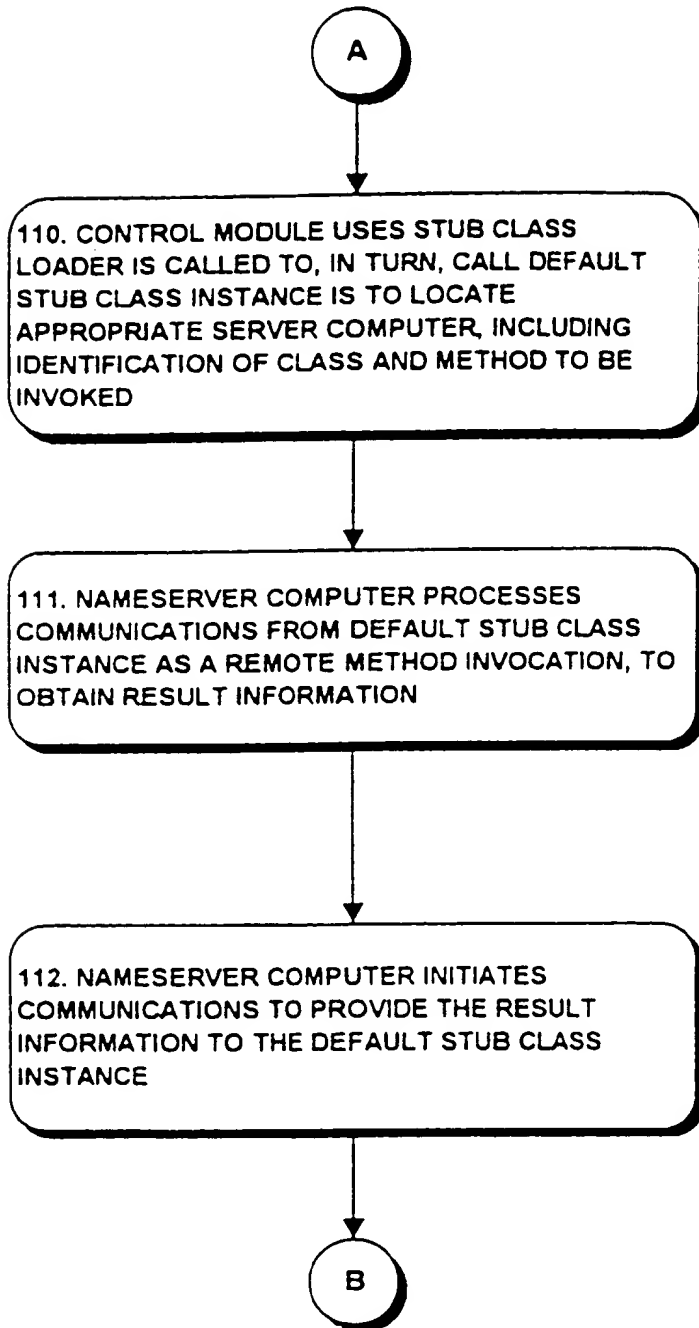 A
110. CONTROL MODULE USES STUB CLASS
LOADER IS CALLED TO, IN TURN, CALL DEFAULT
STUB CLASS INSTANCE IS TO LOCATE
APPROPRIATE SERVER COMPUTER, INCLUDING
IDENTIFICATION OF CLASS AND METHOD TO BE
INVOKED
111. NAMESERVER COMPUTER PROCESSES
COMMUNICATIONS FROM DEFAULT STUB CLASS
INSTANCE AS A REMOTE METHOD INVOCATION, TO
OBTAIN RESULT INFORMATION
112. NAMESERVER COMPUTER INITIATES
COMMUNICATIONS TO PROVIDE THE RESULT
INFORMATION TO THE DEFAULT STUB CLASS
INSTANCE
B